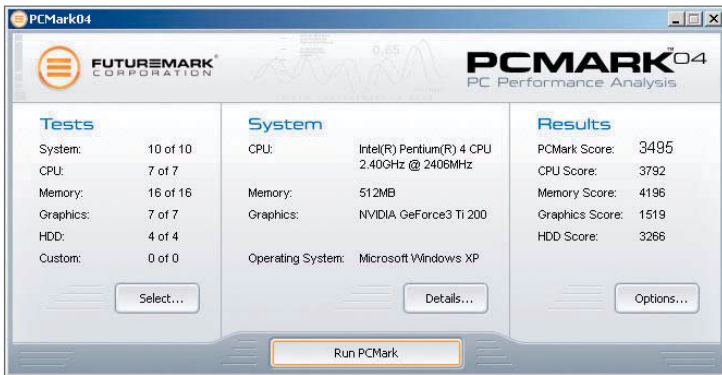 PCMark04
FUTUREMARK®
CORPORATION
0.65
PCMARK™04
PC Performance Analysis
Tests
System: 10 of 10
CPU: 7 of 7
Memory: 16 of 16
Graphics: 7 of 7
HDD: 4 of 4
Custom: 0 of 0
Select...
System
CPU: Intel(R) Pentium(R) 4 CPU
2.40GHz @ 2406MHz
Memory: 512MB
Graphics: NVIDIA GeForce3 Ti 200
Operating System: Microsoft Windows XP
Details...
Results
PCMark Score: 3495
CPU Score: 3792
Memory Score: 4196
Graphics Score: 1519
HDD Score: 3266
Options...
Run PCMark